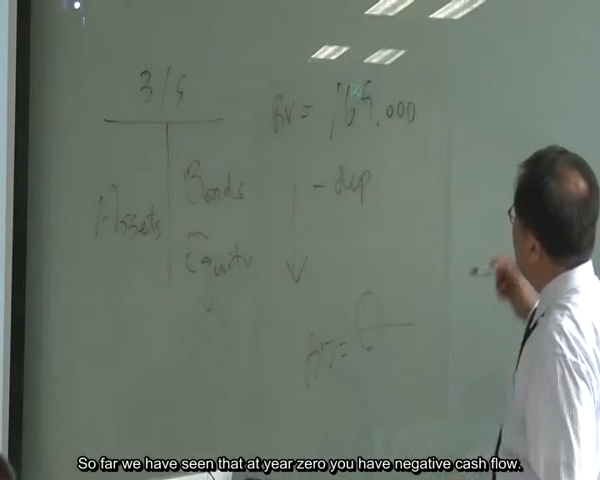 B/S
BV = 165,000
Bonds
- dep
Assets
Equity
BV =
So far we have seen that at year zero you have negative cash flow.